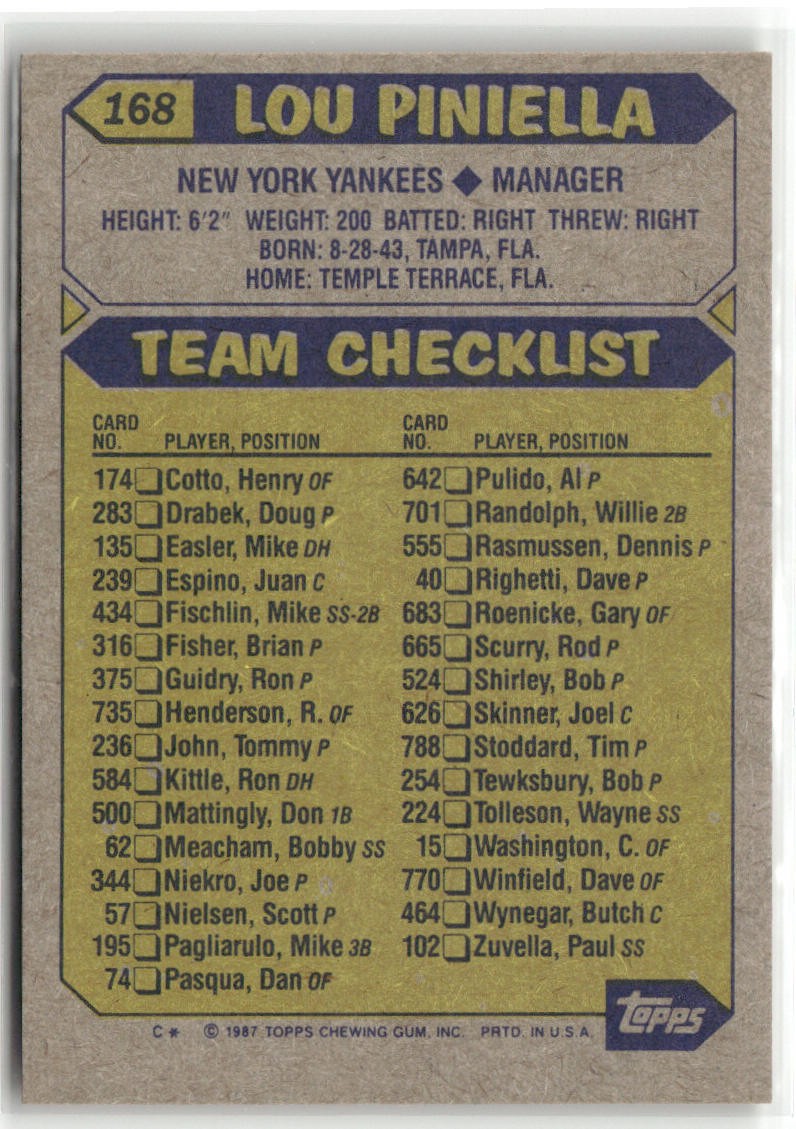 168 LOU PINIELLA
NEW YORK YANKEES ◆ MANAGER
HEIGHT: 6'2" WEIGHT: 200 BATTED: RIGHT THREW: RIGHT
BORN: 8-28-43, TAMPA, FLA.
HOME: TEMPLE TERRACE, FLA.
TEAM CHECKLIST
CARD
NO. PLAYER, POSITION
174 Cotto, Henry OF
283 Drabek, Doug P
135 Easler, Mike DH
239 Espino, Juan C
434 Fischlin, Mike SS-2B
316 Fisher, Brian P
375 Guidry, Ron P
735 Henderson, R. OF
236 John, Tommy P
584 Kittle, Ron DH
500 Mattingly, Don 1B
62 Meacham, Bobby SS
344 Niekro, Joe P
57 Nielsen, Scott P
195 Pagliarulo, Mike 3B
74 Pasqua, Dan OF
CARD
NO. PLAYER, POSITION
642 Pulido, Al P
701 Randolph, Willie 2B
555 Rasmussen, Dennis P
40 Righetti, Dave P
683 Roenicke, Gary OF
665 Scurry, Rod P
524 Shirley, Bob P
626 Skinner, Joel C
788 Stoddard, Tim P
254 Tewksbury, Bob P
224 Tolleson, Wayne SS
15 Washington, C. OF
770 Winfield, Dave OF
464 Wynegar, Butch C
102 Zuvella, Paul SS
topps
C* © 1987 TOPPS CHEWING GUM, INC. PRTD. IN U.S.A.